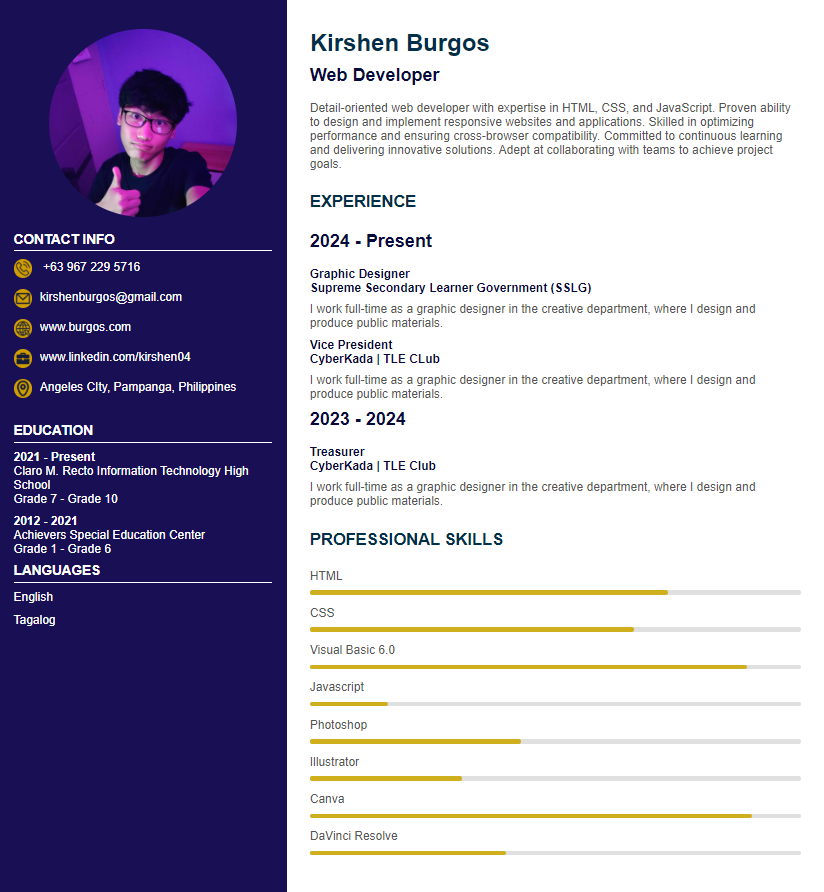 CONTACT INFO
+63 967 229 5716
kirshenburgos@gmail.com
www.burgos.com
www.linkedin.com/kirshen04
Angeles CIty, Pampanga, Philippines
EDUCATION
2021 - Present
Claro M. Recto Information Technology High
School
Grade 7 - Grade 10
2012 - 2021
Achievers Special Education Center
Grade 1 - Grade 6
LANGUAGES
English
Tagalog
Kirshen Burgos
Web Developer
Detail-oriented web developer with expertise in HTML, CSS, and JavaScript. Proven ability
to design and implement responsive websites and applications. Skilled in optimizing
performance and ensuring cross-browser compatibility. Committed to continuous learning
and delivering innovative solutions. Adept at collaborating with teams to achieve project
goals.
EXPERIENCE
2024 - Present
Graphic Designer
Supreme Secondary Learner Government (SSLG)
I work full-time as a graphic designer in the creative department, where I design and
produce public materials.
Vice President
CyberKada | TLE CLub
I work full-time as a graphic designer in the creative department, where I design and
produce public materials.
2023 - 2024
Treasurer
CyberKada | TLE Club
I work full-time as a graphic designer in the creative department, where I design and
produce public materials.
PROFESSIONAL SKILLS
HTML
CSS
Visual Basic 6.0
Javascript
Photoshop
Illustrator
Canva
DaVinci Resolve